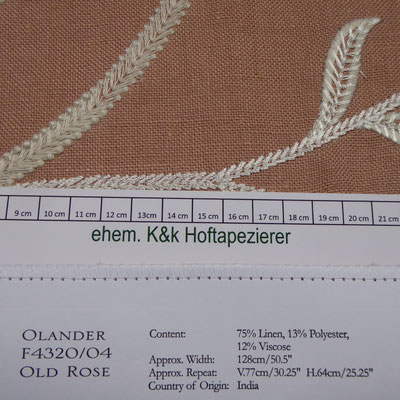 9 cm 10 cm 11 cm 12 cm 13cm 14 cm 15 cm 16 cm 17 cm 18 cm 19 cm 20 cm 21 cm
ehem. K&k Hoftapezierer
OLANDER
F4320/04
OLD ROSE
Content: 75% Linen, 13% Polyester,
12% Viscose
Approx. Width: 128cm/50.5"
Approx. Repeat: V.77cm/30.25" H.64cm/25.25"
Country of Origin: India